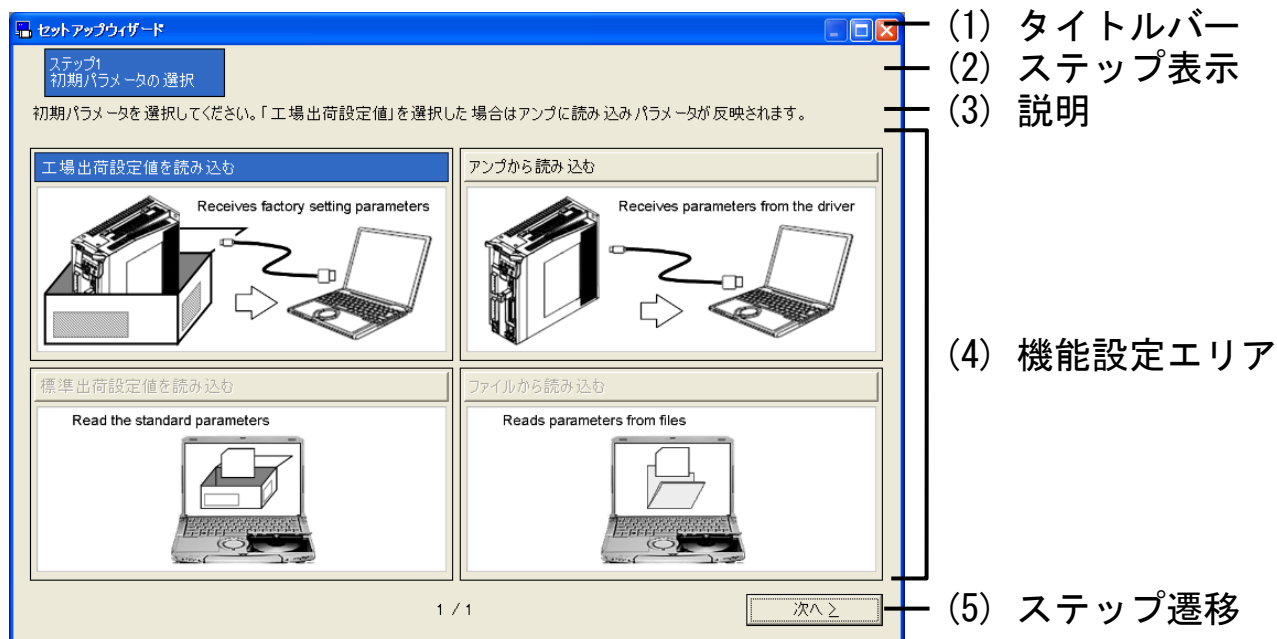 セットアップウィザード
(1) タイトルバー
ステップ1
初期パラメータの選択
(2) ステップ表示
初期パラメータを選択してください。「工場出荷設定値」を選択した場合はアンプに読み込みパラメータが反映されます。
(3) 説明
工場出荷設定値を読み込む
アンプから読み込む
Receives factory setting parameters
Receives parameters from the driver
(4) 機能設定エリア
標準出荷設定値を読み込む
ファイルから読み込む
Read the standard parameters
Reads parameters from files
1 / 1
次へ >
(5) ステップ遷移